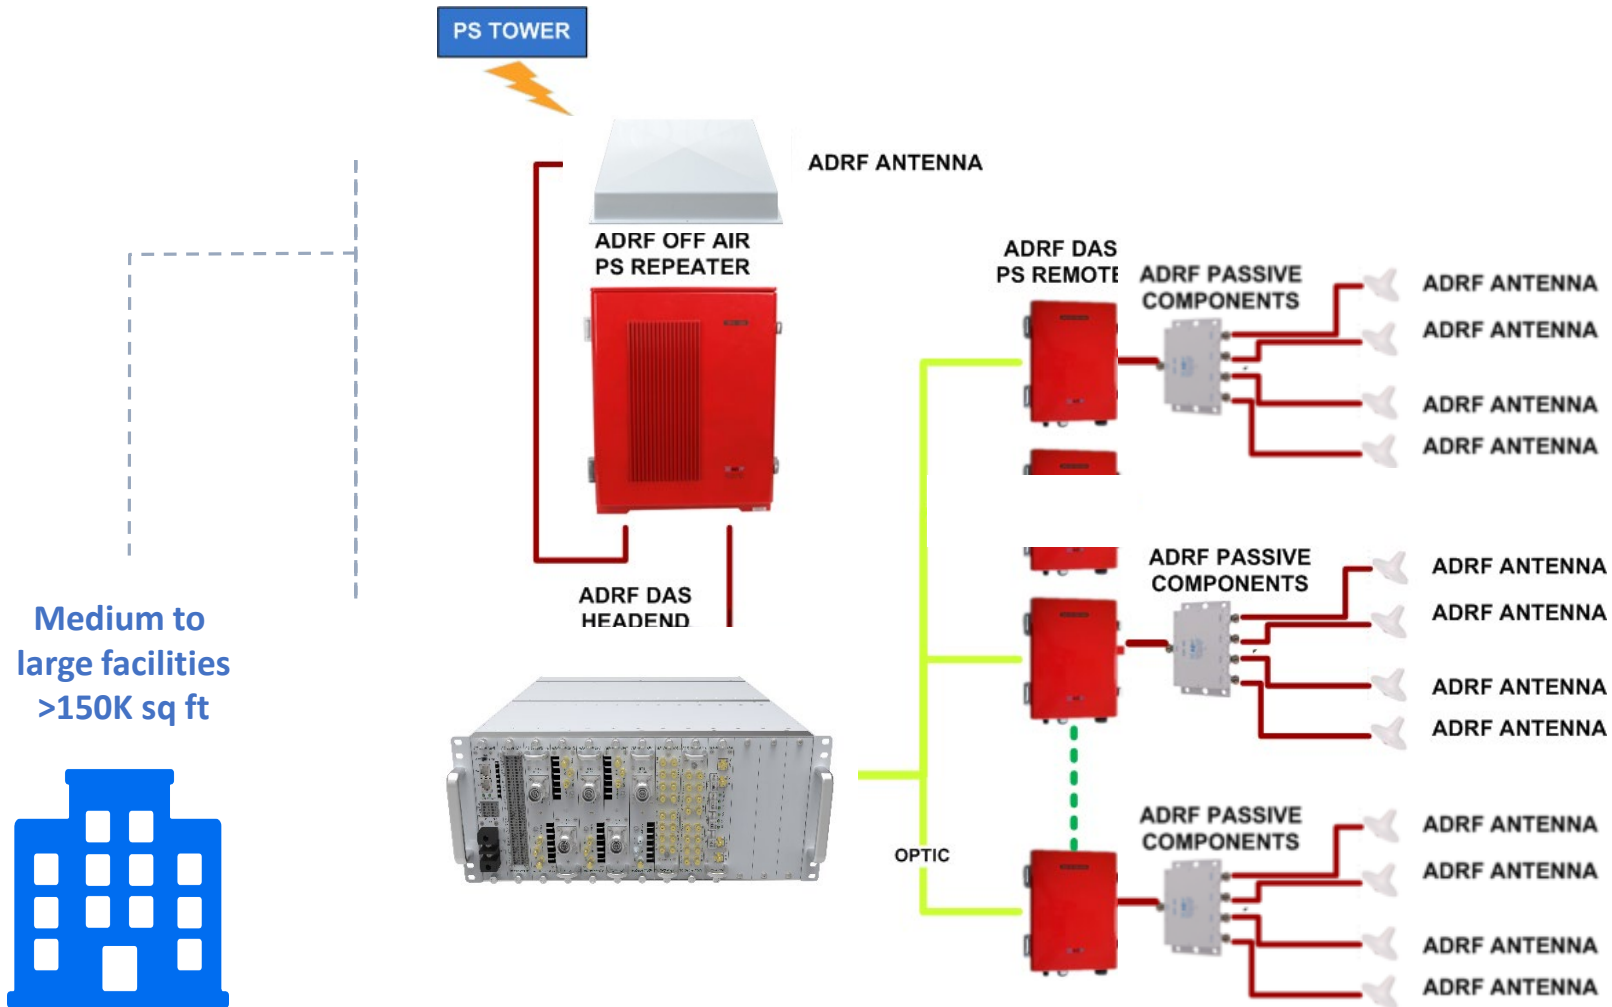 PS TOWER
ADRF ANTENNA
ADRF OFF AIR
PS REPEATER
ADRF DAS
HEADEND
Medium to
large facilities
>150K sq ft
OPTIC
ADRF DAS
PS REMOTE
ADRF PASSIVE
COMPONENTS
ADRF ANTENNA
ADRF ANTENNA
ADRF ANTENNA
ADRF ANTENNA
ADRF PASSIVE
COMPONENTS
ADRF ANTENNA
ADRF ANTENNA
ADRF ANTENNA
ADRF ANTENNA
ADRF PASSIVE
COMPONENTS
ADRF ANTENNA
ADRF ANTENNA
ADRF ANTENNA
ADRF ANTENNA